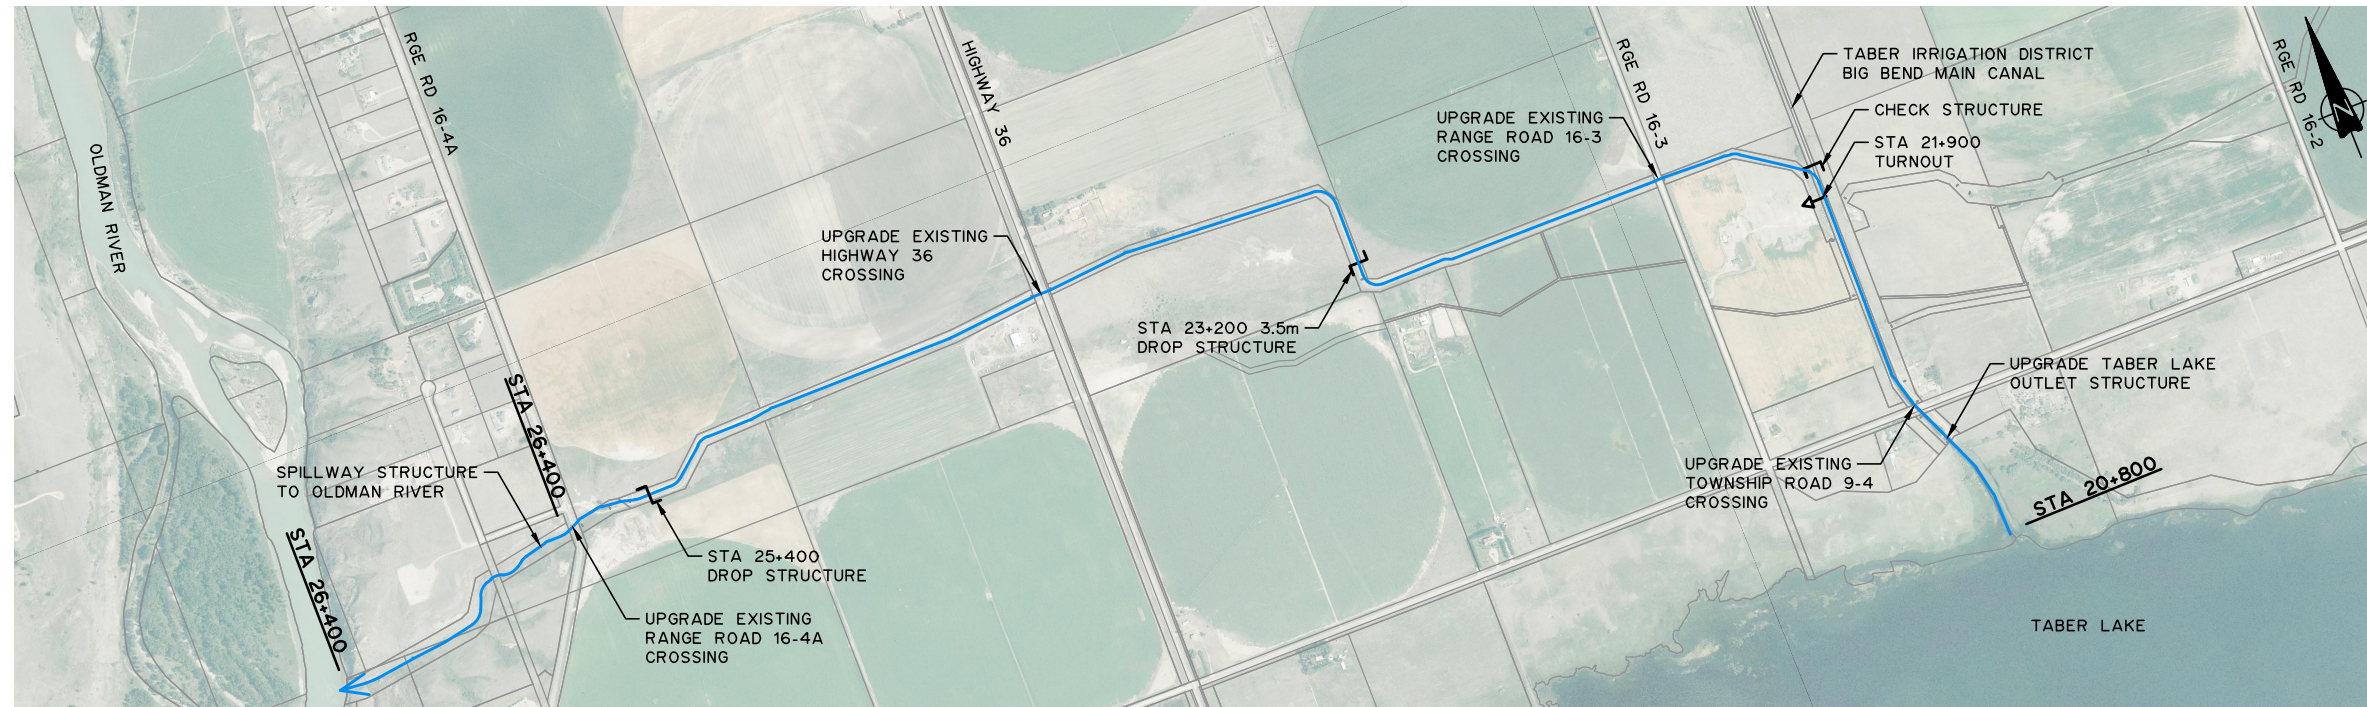 RGE RD 16-4A
HIGHWAY 36
RGE RD 16-3
TABER IRRIGATION DISTRICT
BIG BEND MAIN CANAL
RGE RD 16-2
N
CHECK STRUCTURE
UPGRADE EXISTING
RANGE ROAD 16-3
CROSSING
STA 21+900
TURNOUT
OLDMAN RIVER
UPGRADE EXISTING
HIGHWAY 36
CROSSING
STA 23+200 3.5m
DROP STRUCTURE
UPGRADE TABER LAKE
OUTLET STRUCTURE
STA 26+400
SPILLWAY STRUCTURE
TO OLDMAN RIVER
UPGRADE EXISTING
TOWNSHIP ROAD 9-4
CROSSING
STA 20+800
STA 26+400
STA 25+400
DROP STRUCTURE
UPGRADE EXISTING
RANGE ROAD 16-4A
CROSSING
TABER LAKE